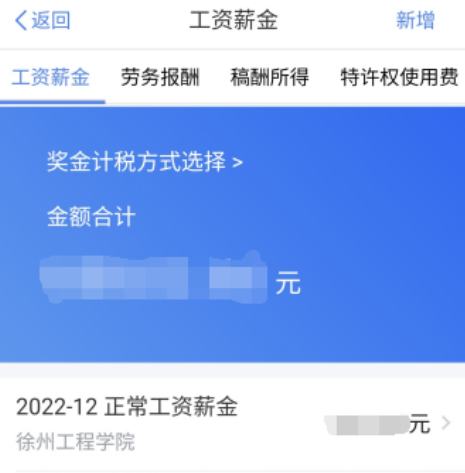 返回 工资薪金 新增
工资薪金 劳务报酬 稿酬所得 特许权使用费
奖金计税方式选择 >
金额合计
元
2022-12 正常工资薪金
元
徐州工程学院